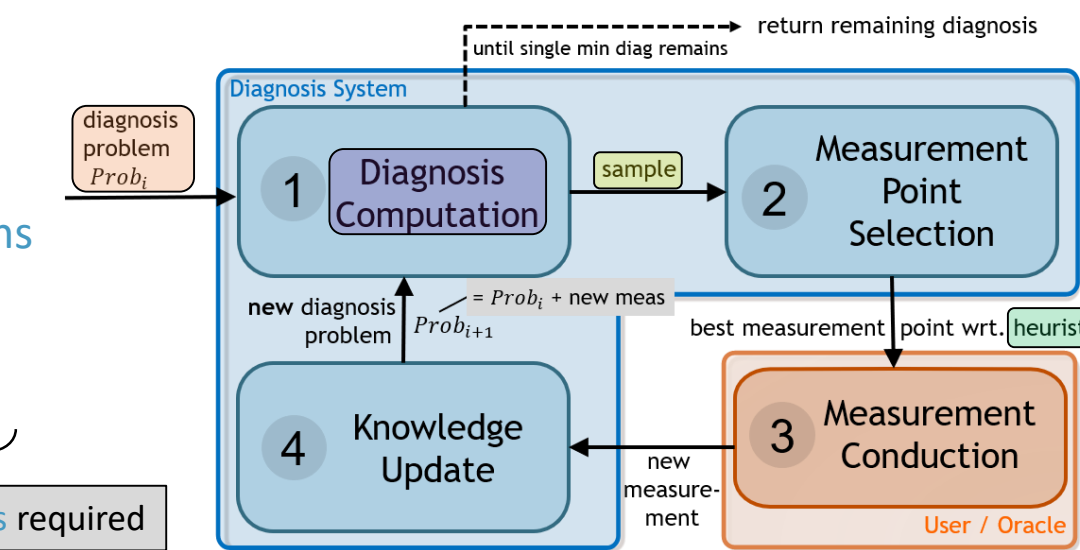 return remaining diagnosis
until single min diag remains
Diagnosis System
diagnosis
problem
Prob_i
1
Diagnosis
Computation
sample
2
Measurement
Point
Selection
new diagnosis
problem
Prob_{i+1}
= Prob_i + new meas
best measurement point wrt.
3
Measurement
Conduction
User / Oracle
new
measure-
ment
4
Knowledge
Update
required